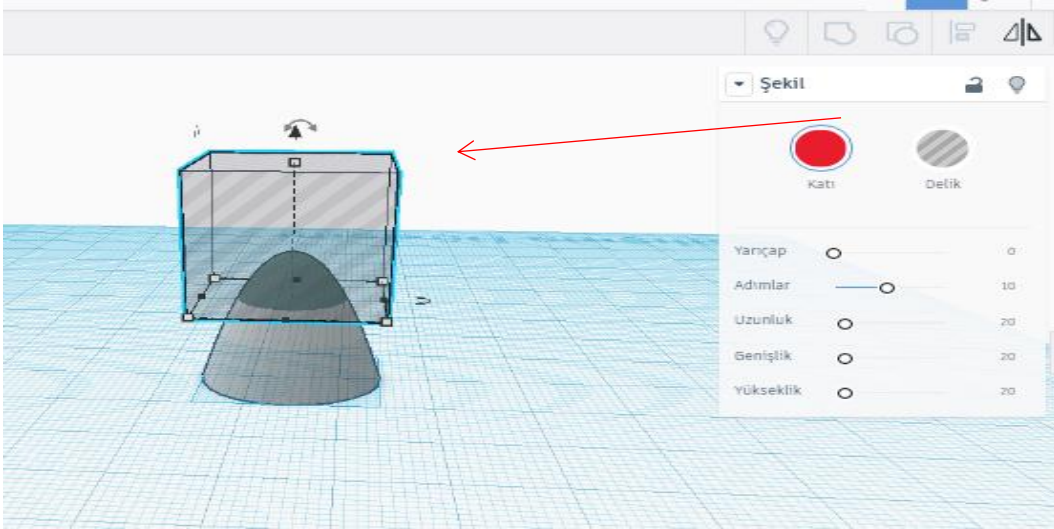 Şekil
Katı
Delik
Yarıçap 0
Adımlar 10
Uzunluk 20
Genişlik 20
Yükseklik 20